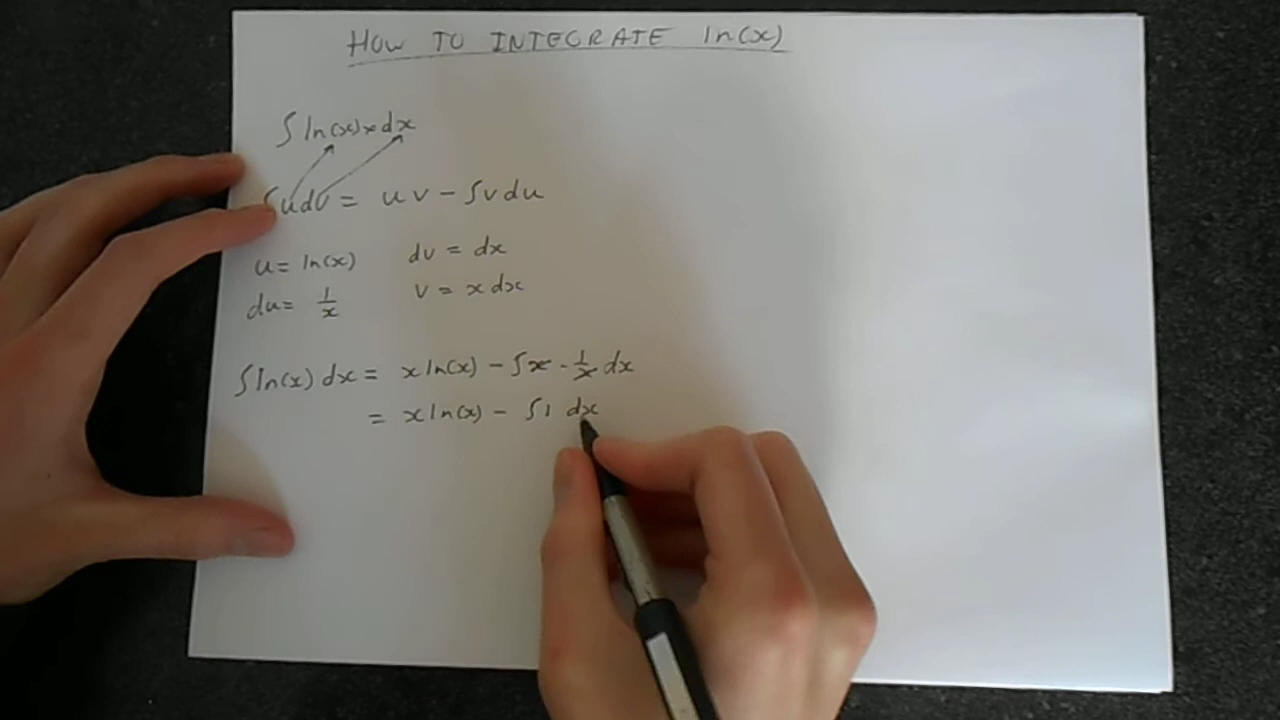 HOW TO INTEGRATE ln(x)
∫ln(x)×dx
∫udv = uv - ∫vdu
u = ln(x) dv = dx
du = 1/x v = x dx
∫ln(x) dx = x ln(x) - ∫x · 1/x dx
= x ln(x) - ∫1 dx